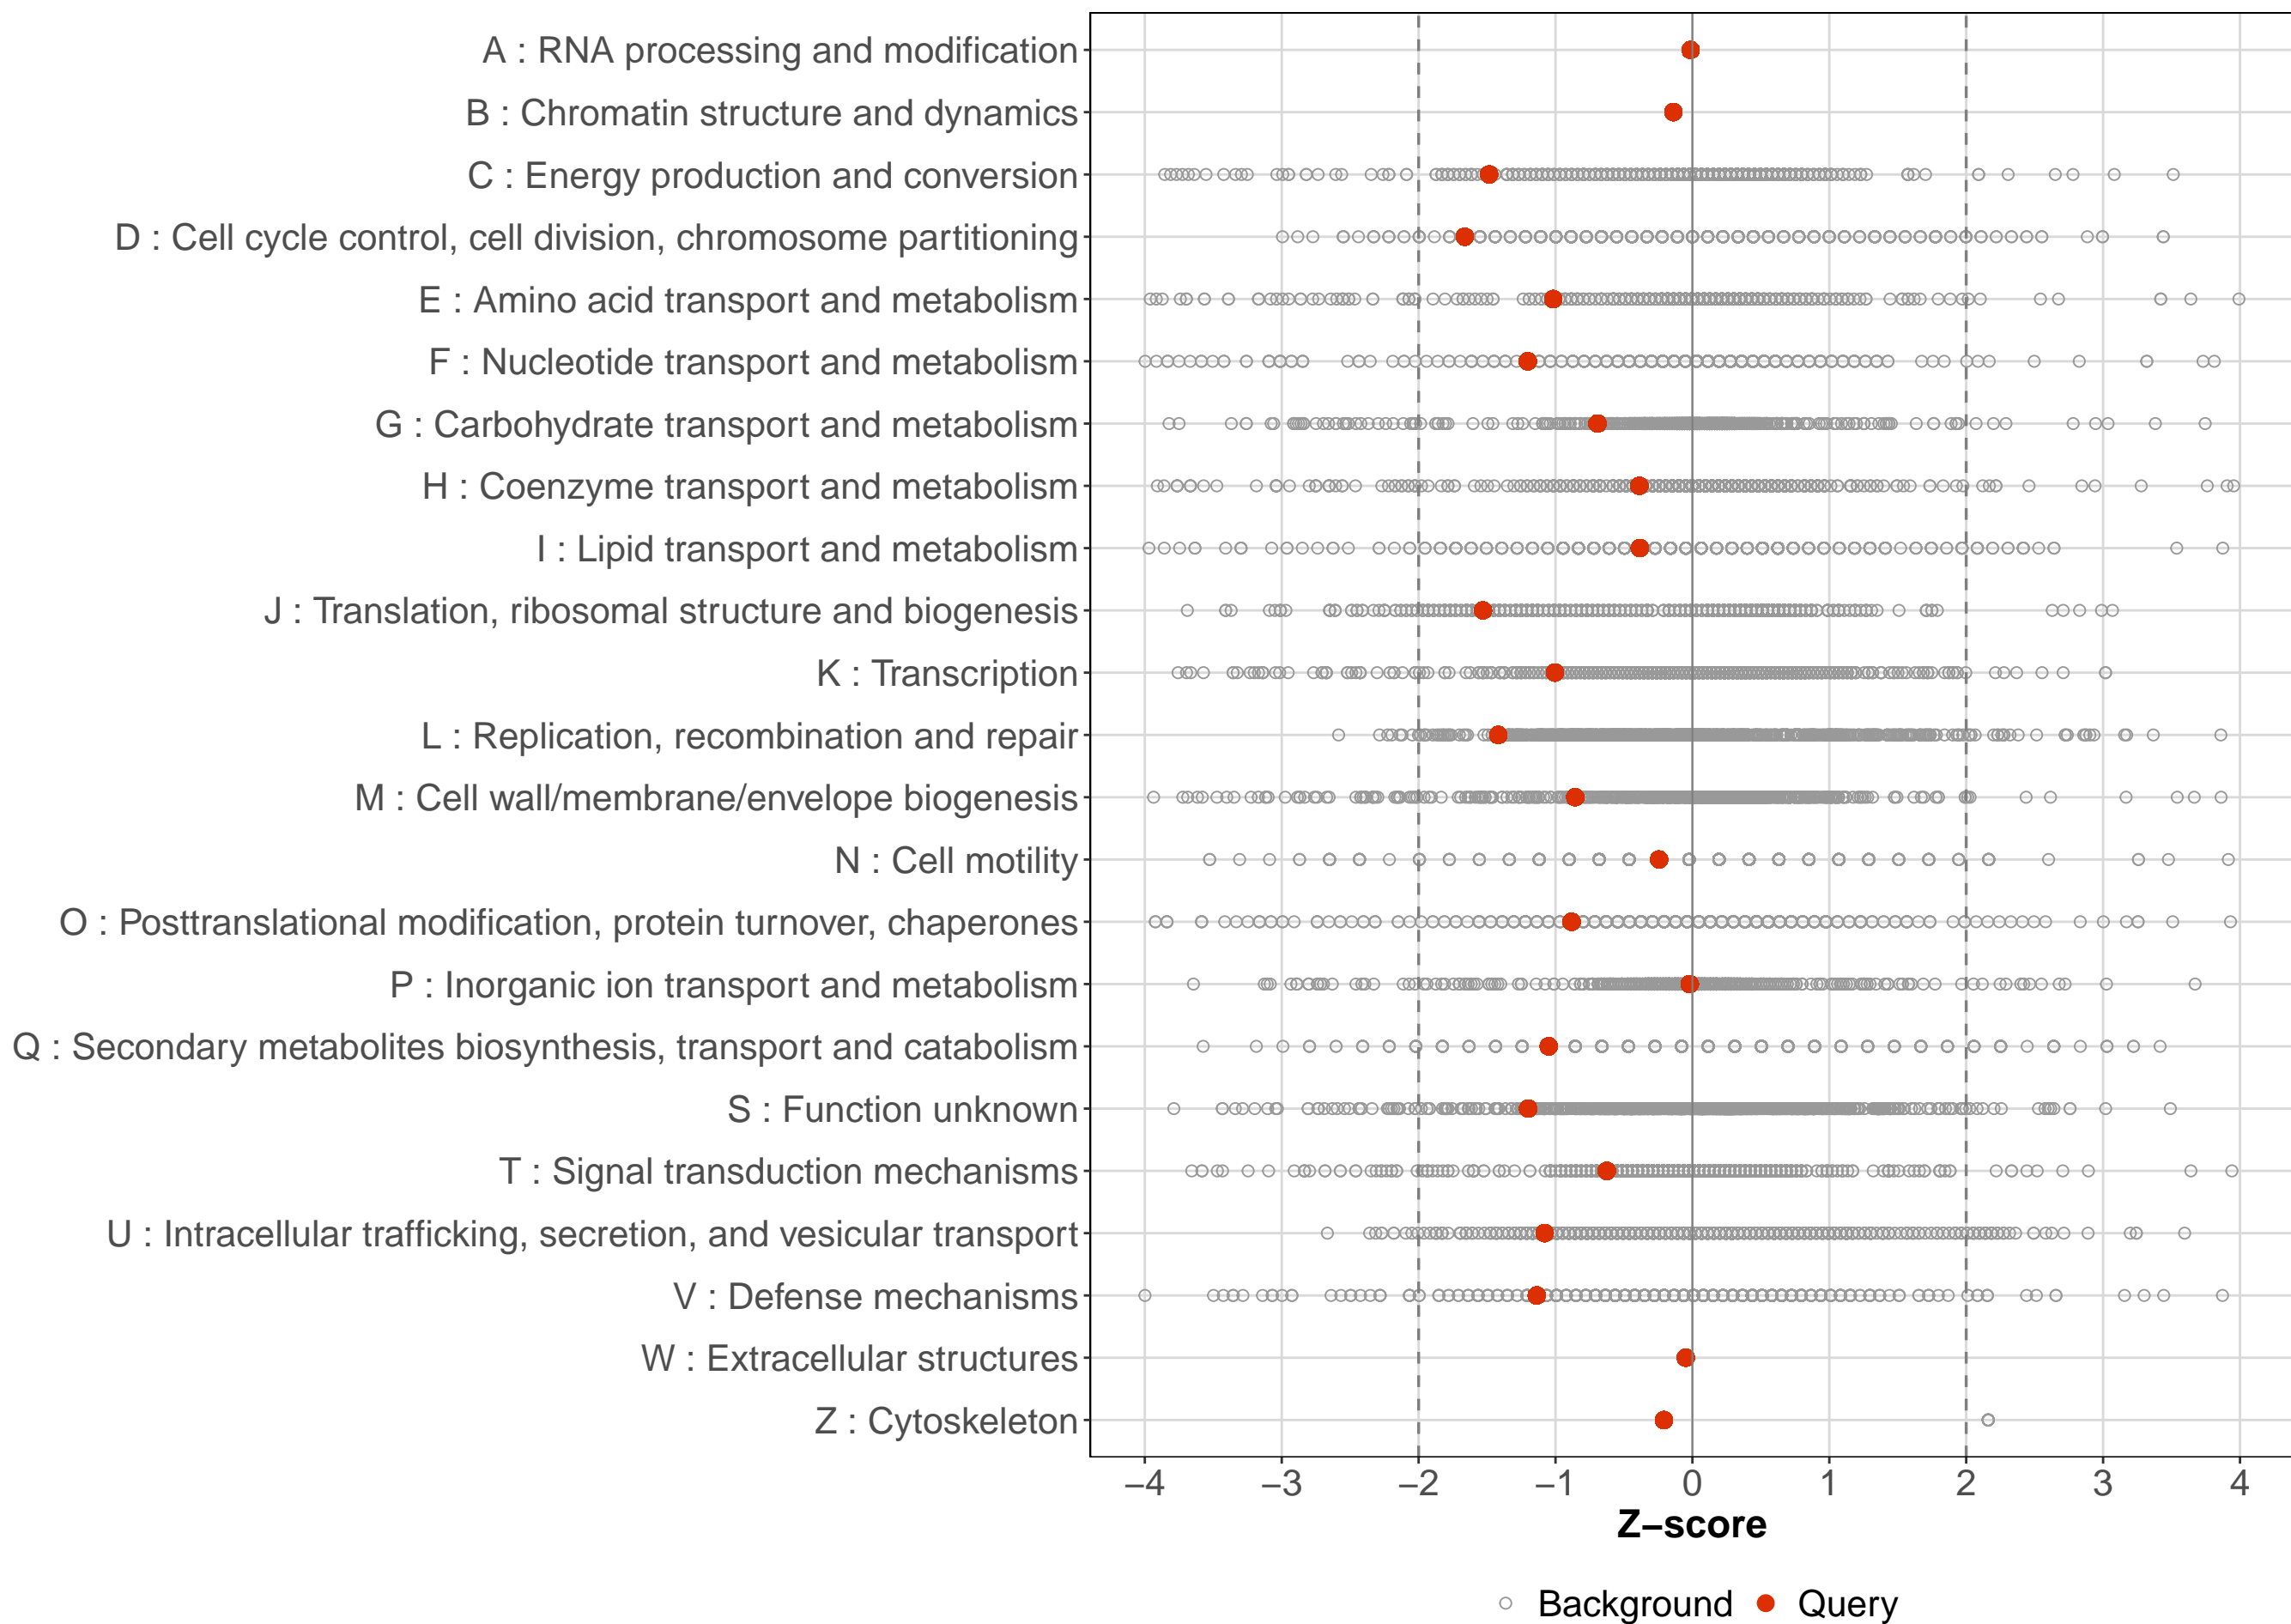 A : RNA processing and modification
B : Chromatin structure and dynamics
C : Energy production and conversion
D : Cell cycle control, cell division, chromosome partitioning
E : Amino acid transport and metabolism
F : Nucleotide transport and metabolism
G : Carbohydrate transport and metabolism
H : Coenzyme transport and metabolism
I : Lipid transport and metabolism
J : Translation, ribosomal structure and biogenesis
K : Transcription
L : Replication, recombination and repair
M : Cell wall/membrane/envelope biogenesis
N : Cell motility
O : Posttranslational modification, protein turnover, chaperones
P : Inorganic ion transport and metabolism
Q : Secondary metabolites biosynthesis, transport and catabolism
S : Function unknown
T : Signal transduction mechanisms
U : Intracellular trafficking, secretion, and vesicular transport
V : Defense mechanisms
W : Extracellular structures
Z : Cytoskeleton
−4 −3 −2 −1 0 1 2 3 4
Z−score
Background Query